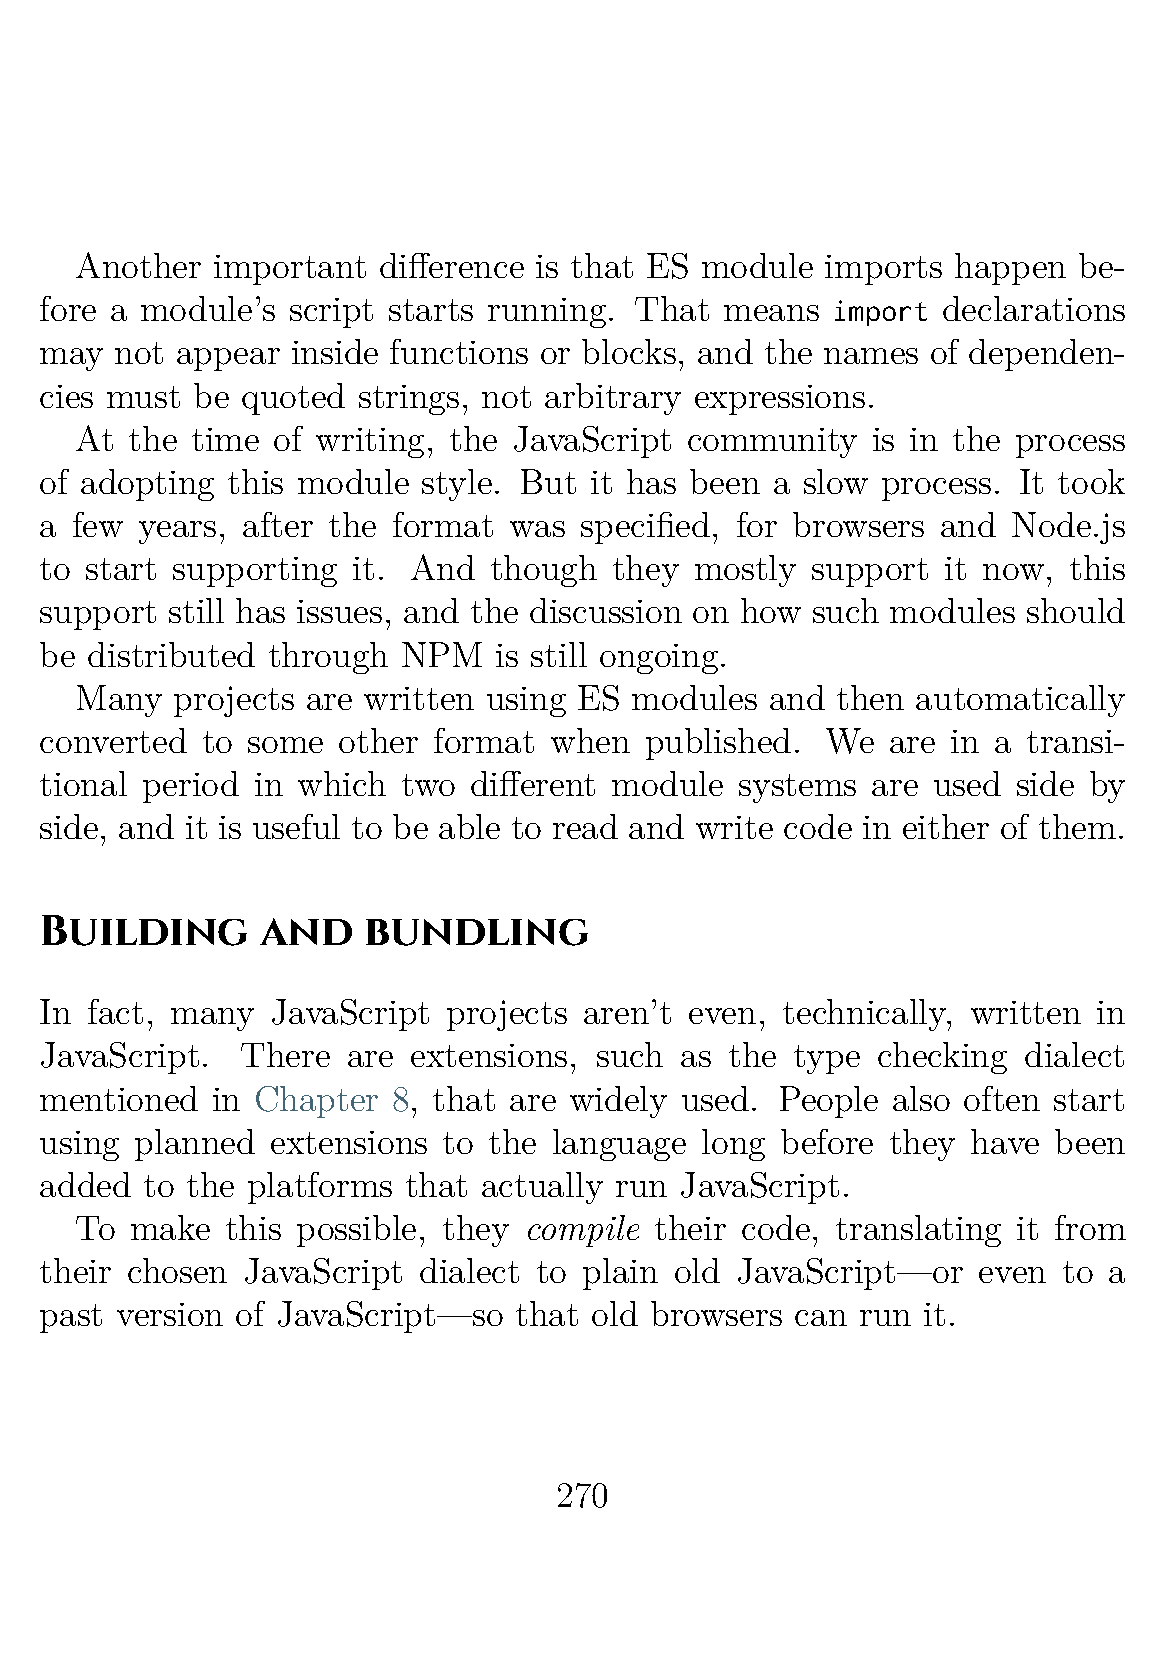 Another important difference is that ES module imports happen be-
fore a module's script starts running. That means import declarations
may not appear inside functions or blocks, and the names of dependen-
cies must be quoted strings, not arbitrary expressions.
At the time of writing, the JavaScript community is in the process
of adopting this module style. But it has been a slow process. It took
a few years, after the format was specified, for browsers and Node.js
to start supporting it. And though they mostly support it now, this
support still has issues, and the discussion on how such modules should
be distributed through NPM is still ongoing.
Many projects are written using ES modules and then automatically
converted to some other format when published. We are in a transi-
tional period in which two different module systems are used side by
side, and it is useful to be able to read and write code in either of them.
Building and bundling
In fact, many JavaScript projects aren't even, technically, written in
JavaScript. There are extensions, such as the type checking dialect
mentioned in Chapter 8, that are widely used. People also often start
using planned extensions to the language long before they have been
added to the platforms that actually run JavaScript.
To make this possible, they compile their code, translating it from
their chosen JavaScript dialect to plain old JavaScript—or even to a
past version of JavaScript—so that old browsers can run it.
270